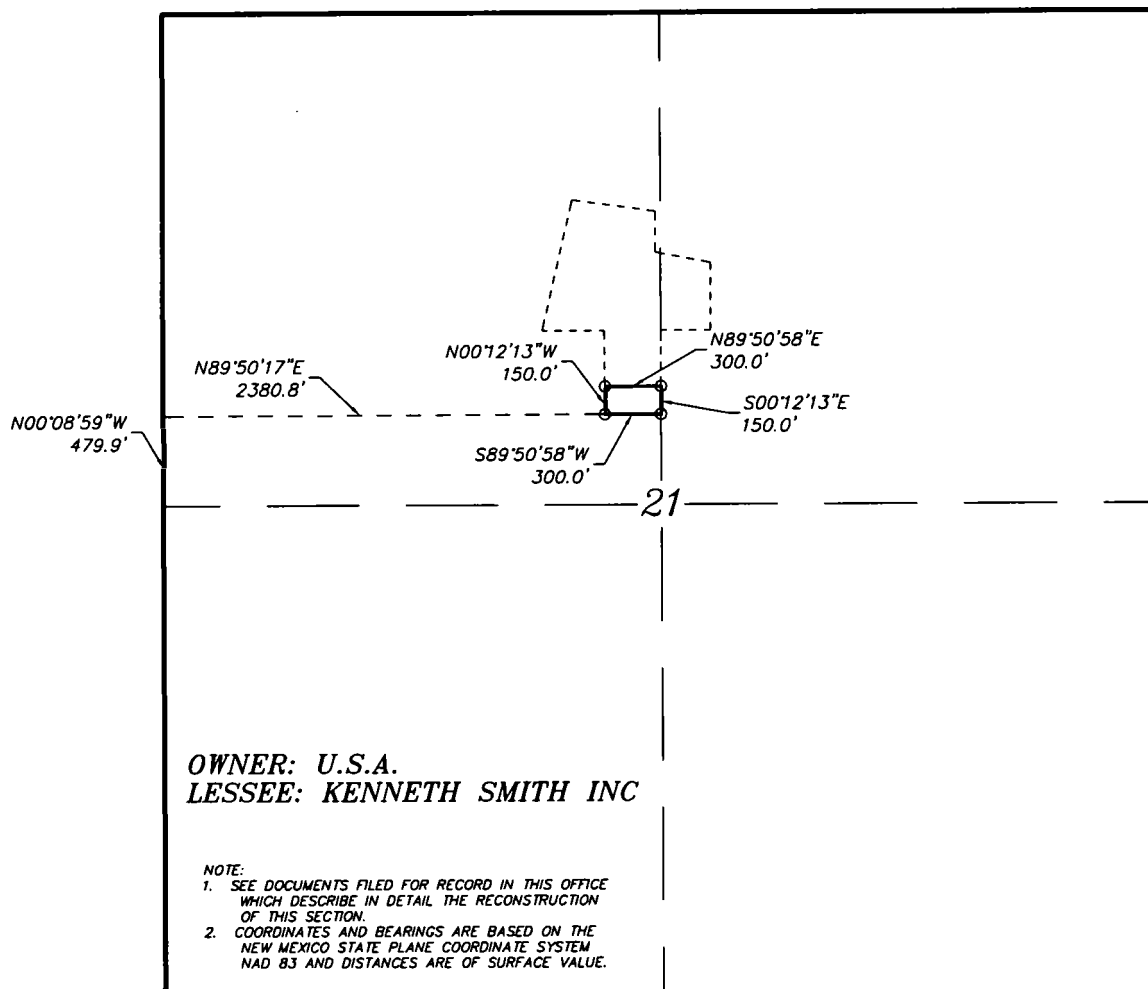 N89°50'58"E
300.0'
N00°12'13"W
150.0'
N89°50'17"E
2380.8'
S00°12'13"E
150.0'
N00°08'59"W
479.9'
S89°50'58"W
300.0'
21
OWNER: U.S.A.
LESSEE: KENNETH SMITH INC
NOTE:
1. SEE DOCUMENTS FILED FOR RECORD IN THIS OFFICE
WHICH DESCRIBE IN DETAIL THE RECONSTRUCTION
OF THIS SECTION.
2. COORDINATES AND BEARINGS ARE BASED ON THE
NEW MEXICO STATE PLANE COORDINATE SYSTEM
NAD 83 AND DISTANCES ARE OF SURFACE VALUE.